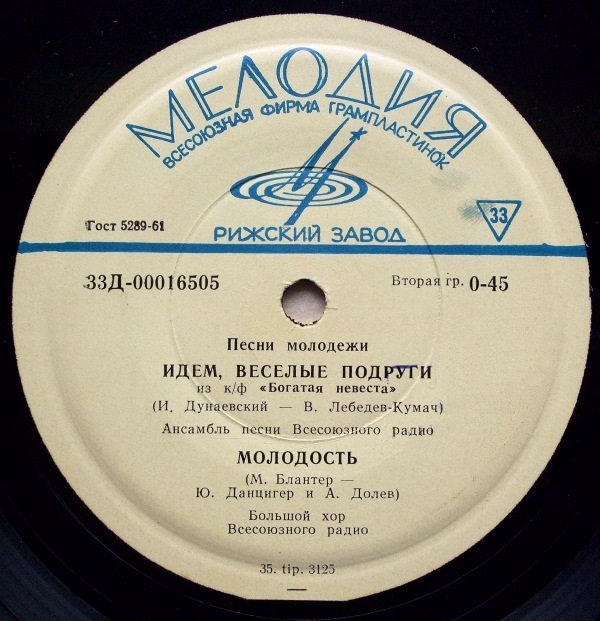 МЕЛОДИЯ
ВСЕСОЮЗНАЯ ФИРМА ГРАМПЛАСТИНОК
33
Гост 5289-61
РИЖСКИЙ ЗАВОД
33Д-00016505
Вторая гр. 0-45
Песни молодежи
ИДЕМ, ВЕСЕЛЫЕ ПОДРУГИ
из к/ф «Богатая невеста»
(И. Дунаевский — В. Лебедев-Кумач)
Ансамбль песни Всесоюзного радио
МОЛОДОСТЬ
(М. Блантер —
Ю. Данцигер и А. Долев)
Большой хор
Всесоюзного радио
35. tip. 3125